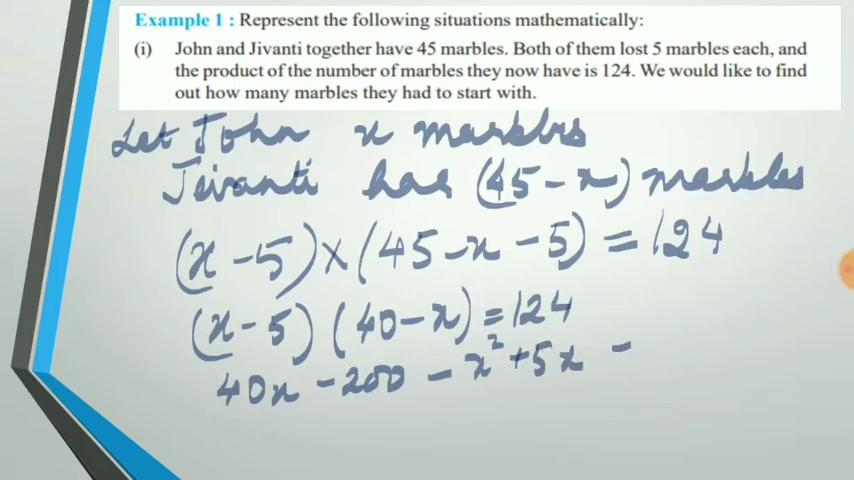 Example 1 : Represent the following situations mathematically:
(i) John and Jivanti together have 45 marbles. Both of them lost 5 marbles each, and
the product of the number of marbles they now have is 124. We would like to find
out how many marbles they had to start with.
Let John x marbles
Jivanti has (45 - x) marbles
(x - 5) × (45 - x - 5) = 124
(x - 5) (40 - x) = 124
40x - 200 - x² + 5x -